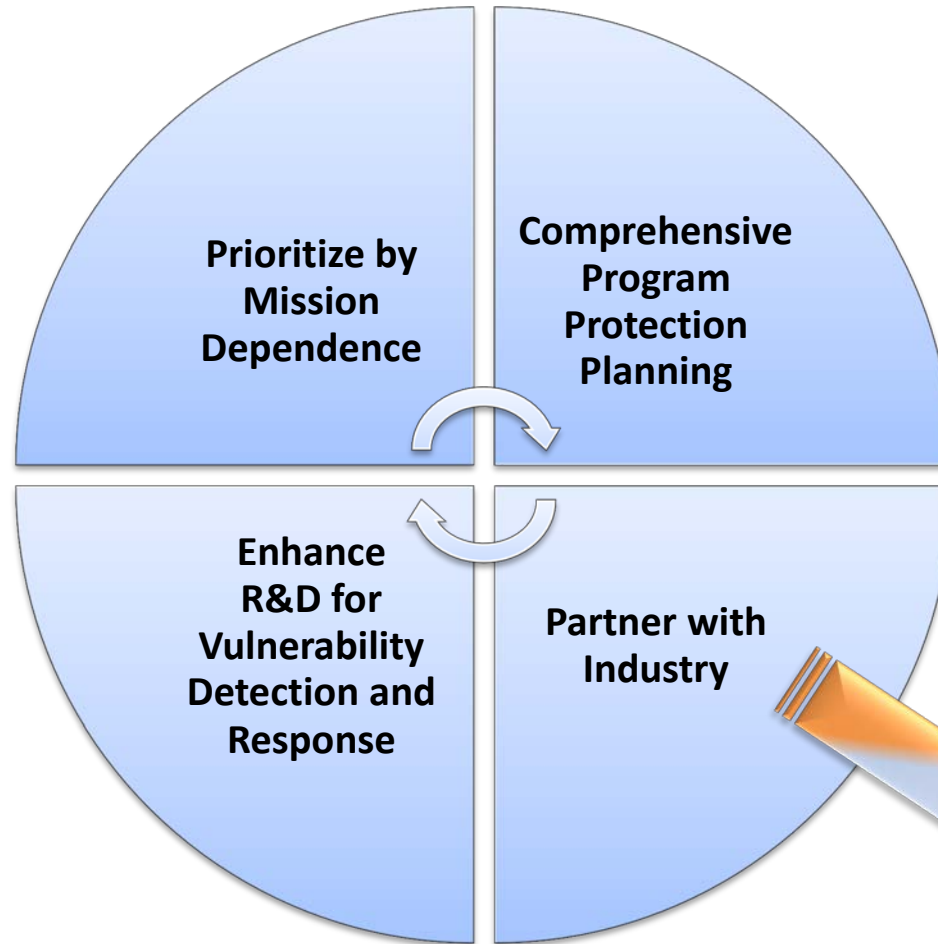 Prioritize by
Mission
Dependence
Comprehensive
Program
Protection
Planning
Enhance
R&D for
Vulnerability
Detection and
Response
Partner with
Industry